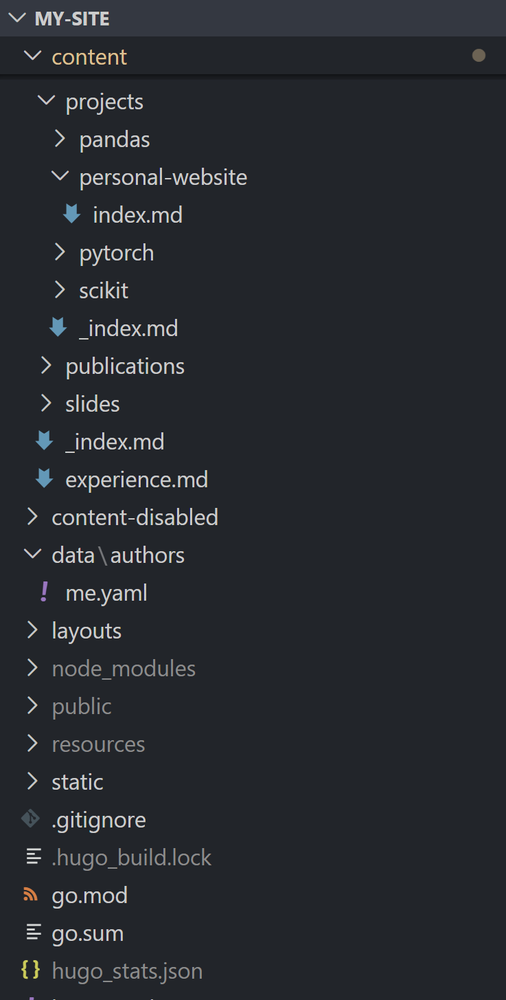 MY-SITE
content
projects
pandas
personal-website
index.md
pytorch
scikit
_index.md
publications
slides
_index.md
experience.md
content-disabled
data\authors
! me.yaml
layouts
node_modules
public
resources
static
.gitignore
.hugo_build.lock
go.mod
go.sum
{} hugo_stats.json